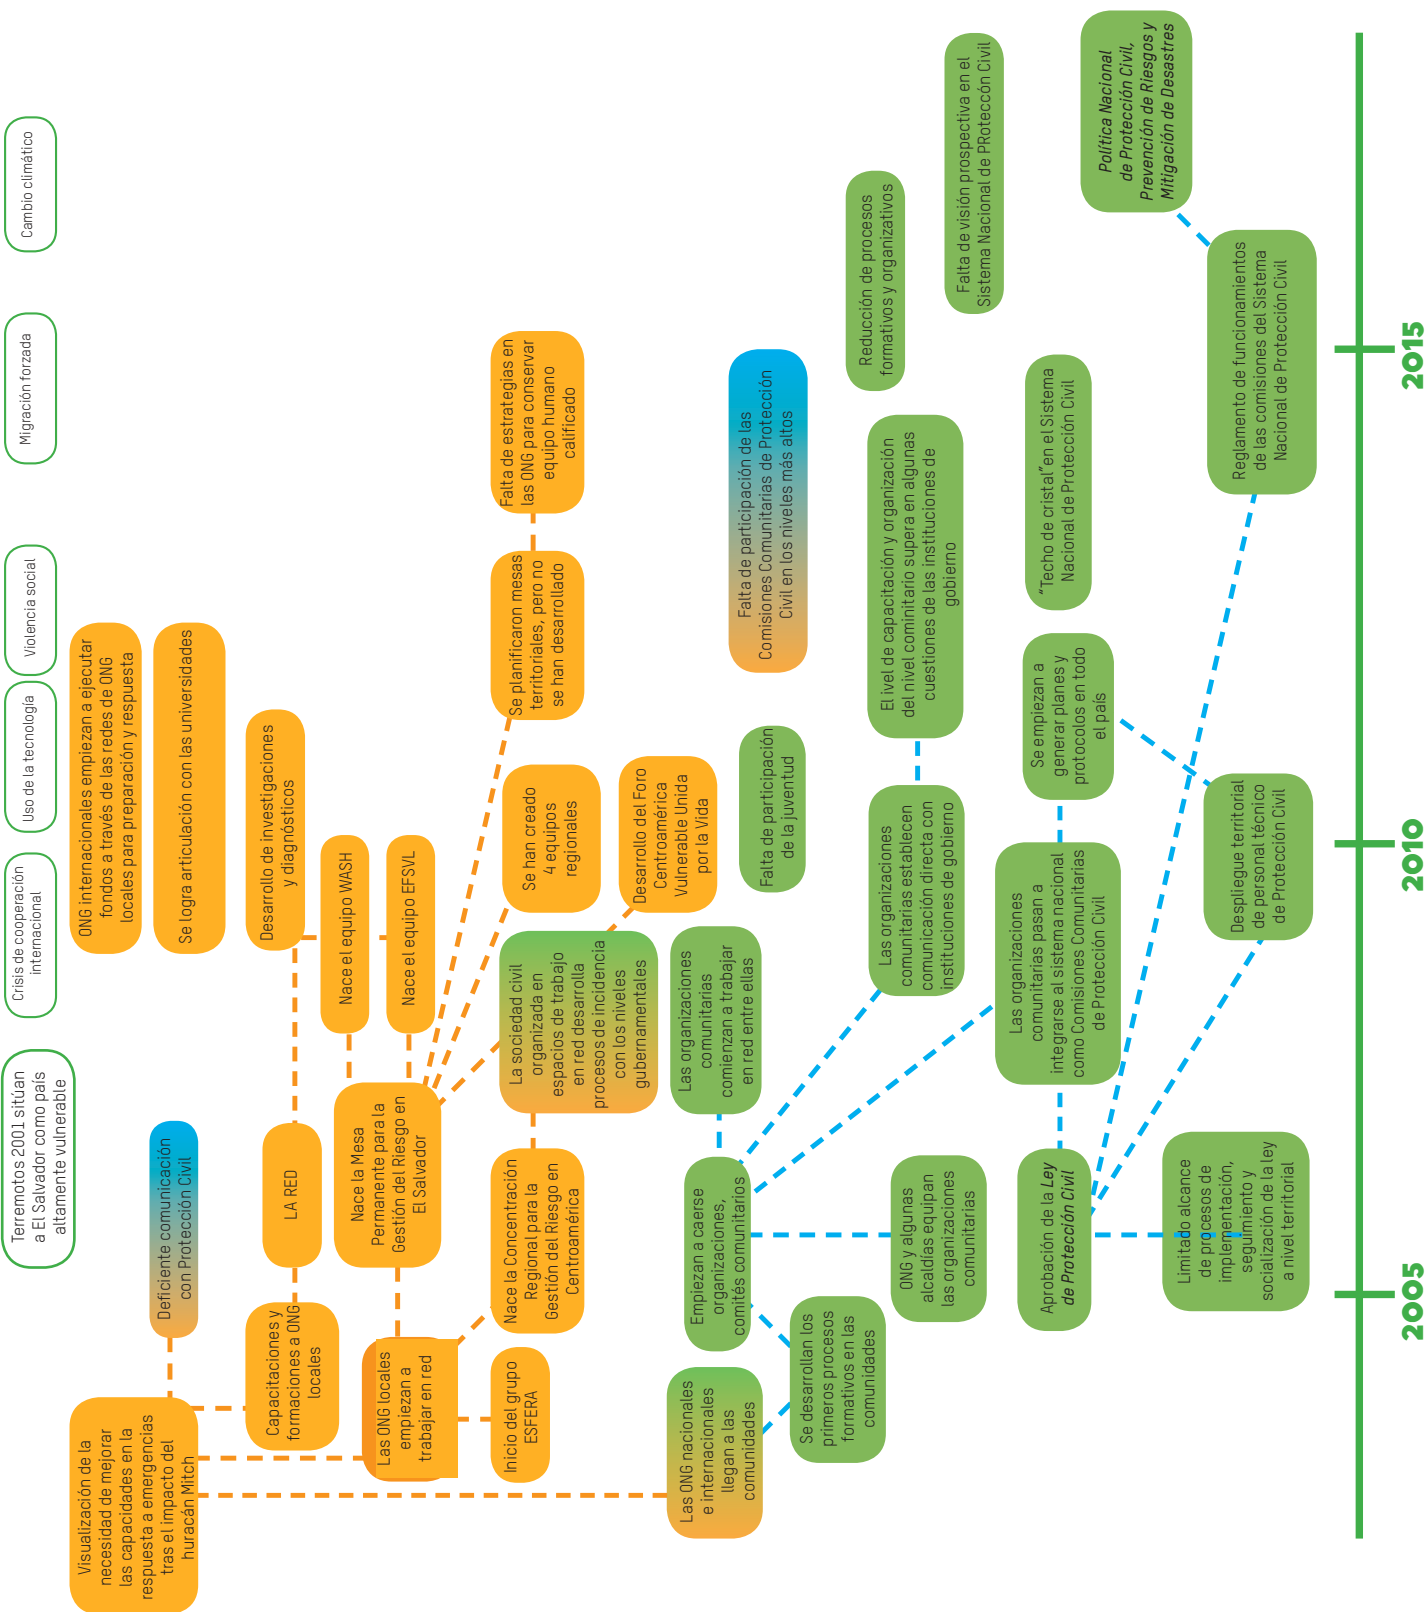 Terremotos 2001 sitúan
a El Salvador como país
altamente vulnerable
Crisis de cooperación
internacional
Uso de la tecnología
Violencia social
Migración forzada
Cambio climático
Visualización de la
necesidad de mejorar
las capacidades en la
respuesta a emergencias
tras el impacto del
huracán Mitch
Deficiente comunicación
con Protección Civil
ONG internacionales empiezan a ejecutar
fondos a través de las redes de ONG
locales para preparación y respuesta
Se logra articulación con las universidades
Capacitaciones y
formaciones a ONG
locales
LA RED
Desarrollo de investigaciones
y diagnósticos
Nace el equipo WASH
Nace el equipo EFSVL
Las ONG locales
empiezan a
trabajar en red
Nace la Mesa
Permanente para la
Gestión del Riesgo en
El Salvador
Inicio del grupo
ESFERA
Nace la Concentración
Regional para la
Gestión del Riesgo en
Centroamérica
La sociedad civil
organizada en
espacios de trabajo
en red desarrolla
procesos de incidencia
con los niveles
gubernamentales
Se han creado
4 equipos
regionales
Se planificaron mesas
territoriales, pero no
se han desarrollado
Falta de estrategias en
las ONG para conservar
equipo humano
calificado
Desarrollo del Foro
Centroamérica
Vulnerable Unida
por la Vida
Las ONG nacionales
e internacionales
llegan a las
comunidades
Empiezan a caerse
organizaciones,
comités comunitarios
Las organizaciones
comunitarias
comienzan a trabajar
en red entre ellas
Falta de participación
de la juventud
Falta de participación de las
Comisiones Comunitarias de Protección
Civil en los niveles más altos
Se desarrollan los
primeros procesos
formativos en las
comunidades
ONG y algunas
alcaldías equipan
las organizaciones
comunitarias
Las organizaciones
comunitarias establecen
comunicación directa con
instituciones de gobierno
El ivel de capacitación y organización
del nivel cominitario supera en algunas
cuestiones de las instituciones de
gobierno
Reducción de procesos
formativos y organizativos
Falta de visión prospectiva en el
Sistema Nacional de PRoteccón Civil
Aprobación de la Ley
de Protección Civil
Las organizaciones
comunitarias pasan a
integrarse al sistema nacional
como Comisiones Comunitarias
de Protección Civil
Se empiezan a
generar planes y
protocolos en todo
el país
"Techo de cristal"en el Sistema
Nacional de Protección Civil
Política Nacional
de Protección Civil,
Prevención de Riesgos y
Mitigación de Desastres
Limitado alcance
de procesos de
implementación,
seguimiento y
socialización de la ley
a nivel territorial
Despliegue territorial
de personal técnico
de Protección Civil
Reglamento de funcionamientos
de las comisiones del Sistema
Nacional de Protección Civil
2005
2010
2015